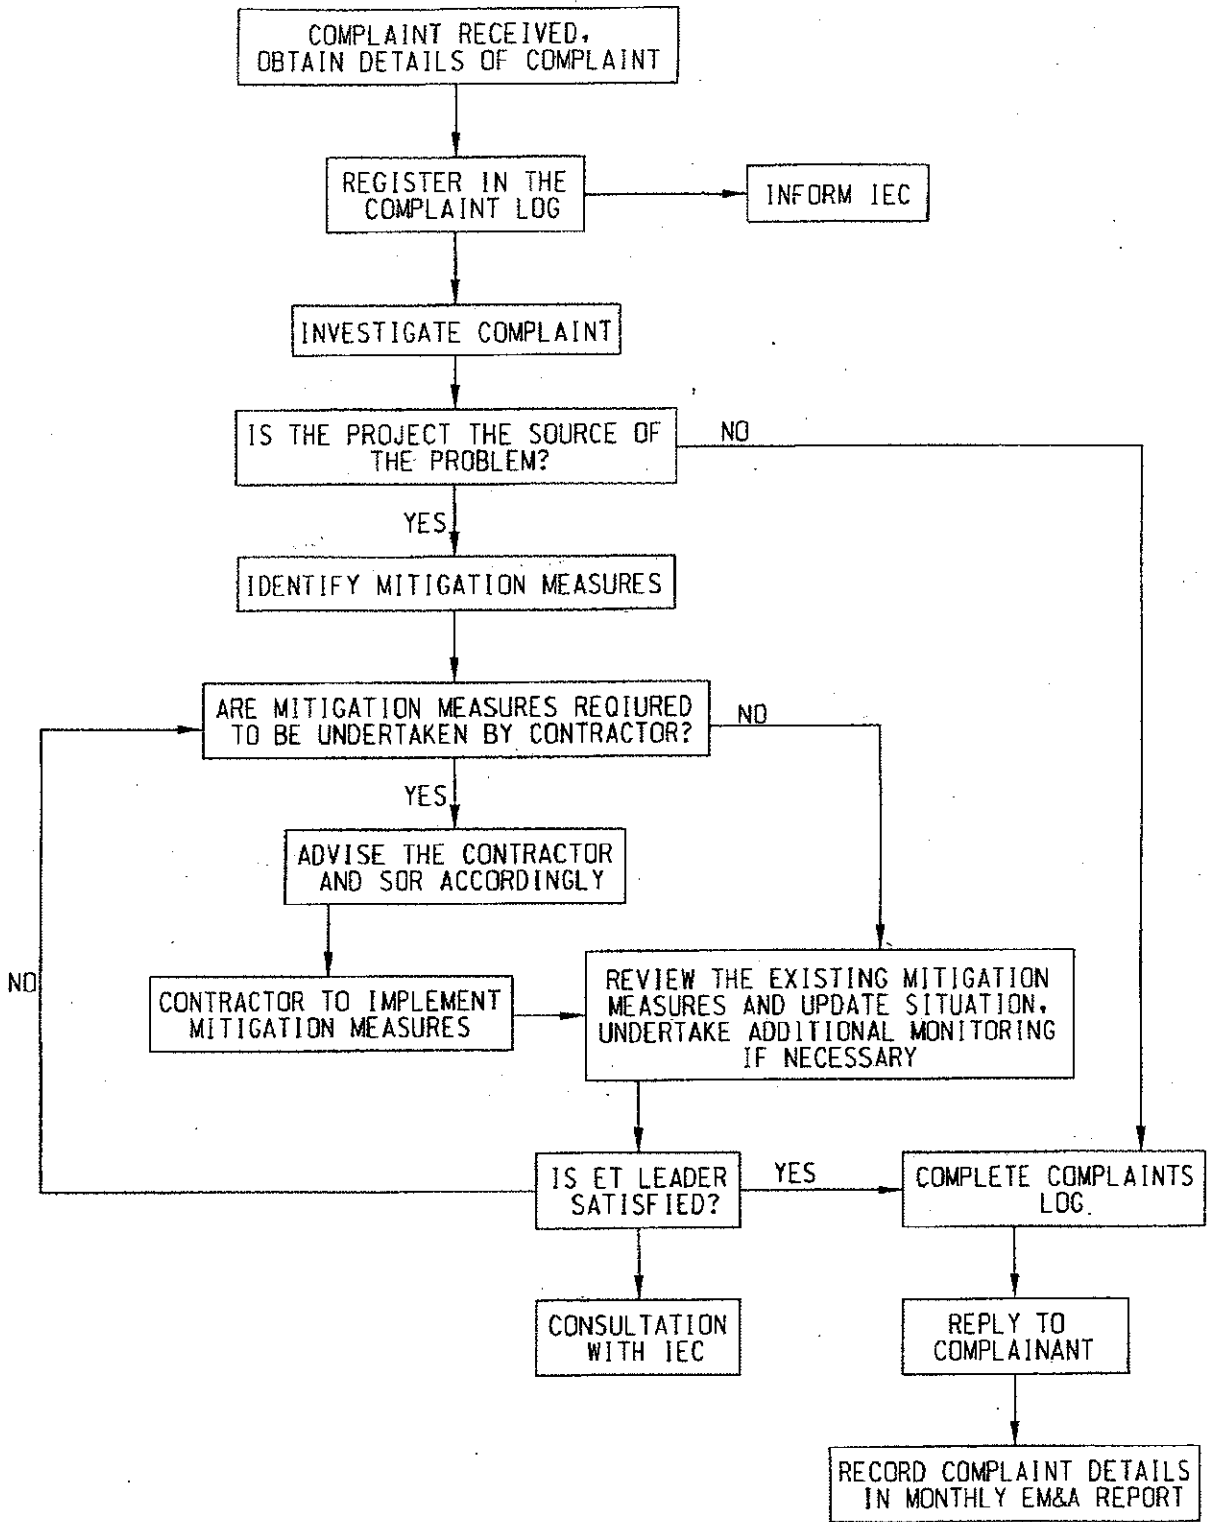 COMPLAINT RECEIVED,
OBTAIN DETAILS OF COMPLAINT
REGISTER IN THE
COMPLAINT LOG
INFORM IEC
INVESTIGATE COMPLAINT
IS THE PROJECT THE SOURCE OF
THE PROBLEM?
NO
YES
IDENTIFY MITIGATION MEASURES
ARE MITIGATION MEASURES REQIURED
TO BE UNDERTAKEN BY CONTRACTOR?
NO
YES
ADVISE THE CONTRACTOR
AND SOR ACCORDINGLY
NO
CONTRACTOR TO IMPLEMENT
MITIGATION MEASURES
REVIEW THE EXISTING MITIGATION
MEASURES AND UPDATE SITUATION.
UNDERTAKE ADDITIONAL MONITORING
IF NECESSARY
IS ET LEADER
SATISFIED?
YES
COMPLETE COMPLAINTS
LOG.
CONSULTATION
WITH IEC
REPLY TO
COMPLAINANT
RECORD COMPLAINT DETAILS
IN MONTHLY EM&A REPORT